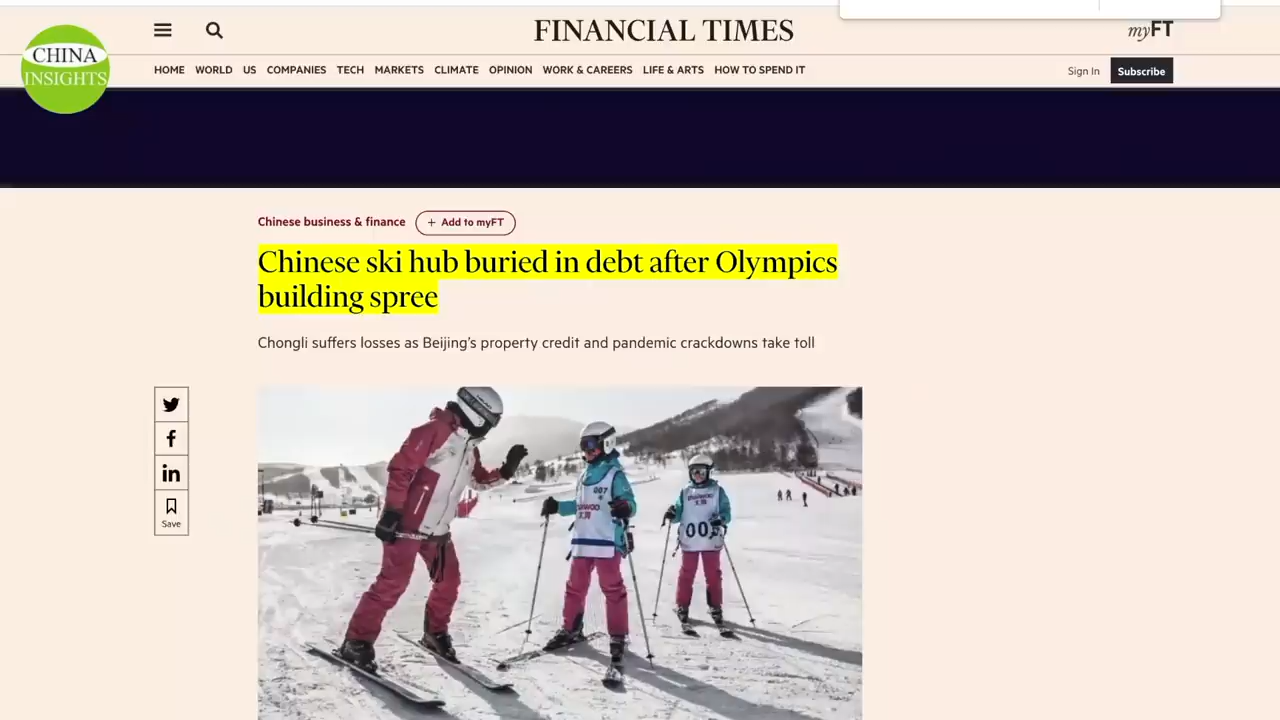 FINANCIAL TIMES
myFT
CHINA
INSIGHTS
HOME WORLD US COMPANIES TECH MARKETS CLIMATE OPINION WORK & CAREERS LIFE & ARTS HOW TO SPEND IT
Sign In Subscribe
Chinese business & finance + Add to myFT
Chinese ski hub buried in debt after Olympics
building spree
Chongli suffers losses as Beijing's property credit and pandemic crackdowns take toll
Save
007
00